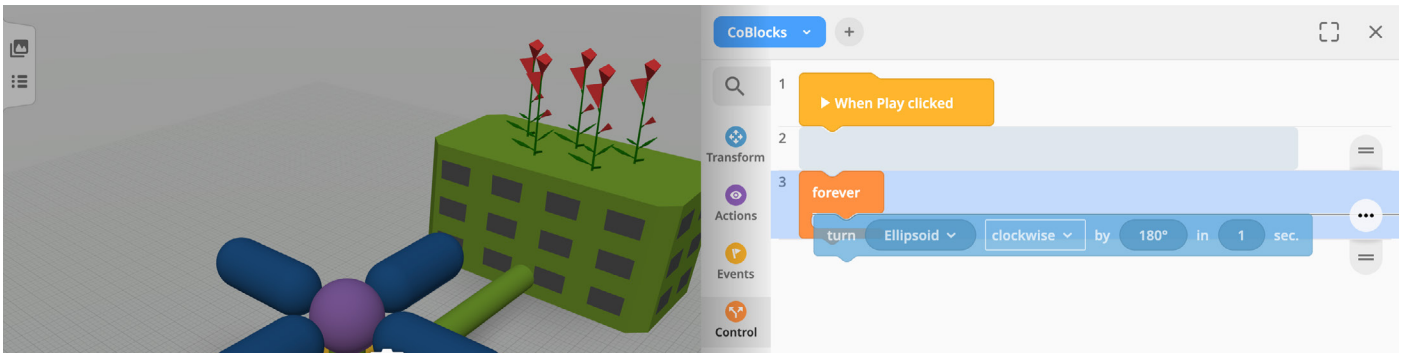 CoBlocks
+
1
When Play clicked
2
Transform
3
forever
Actions
turn Ellipsoid clockwise by 180° in 1 sec.
Events
Control